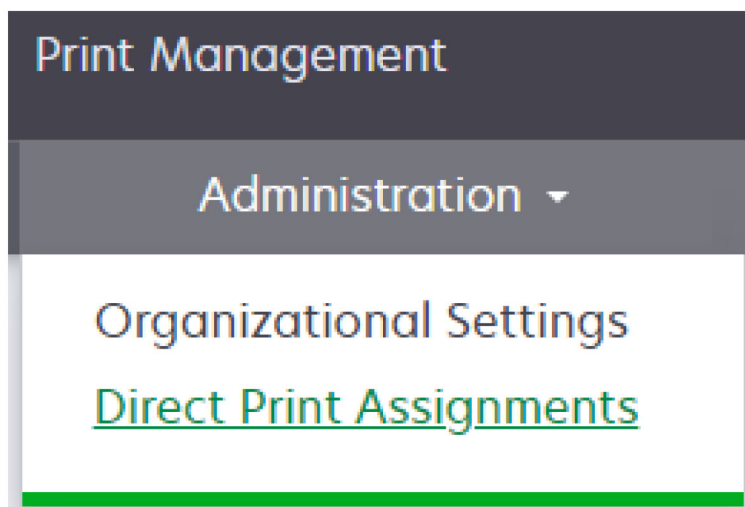 Print Management
Administration
Organizational Settings
Direct Print Assignments